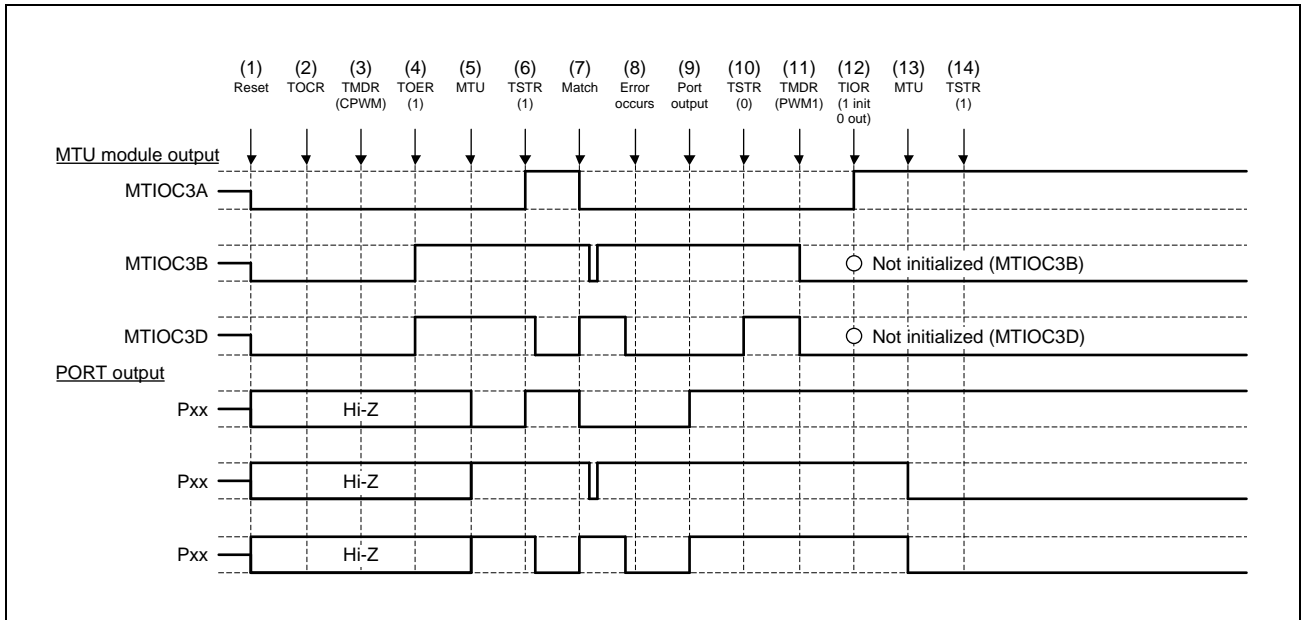 (1) (2) (3) (4) (5) (6) (7) (8) (9) (10) (11) (12) (13) (14)
Reset TOCR TMDR TOER MTU TSTR Match Error Port TSTR TMDR TIOR MTU TSTR
(CPWM) (1) (1) occurs output (0) (PWM1) (1 init (1)
0 out)
MTU module output
MTIOC3A
MTIOC3B Not initialized (MTIOC3B)
MTIOC3D Not initialized (MTIOC3D)
PORT output
Pxx Hi-Z
Pxx Hi-Z
Pxx Hi-Z